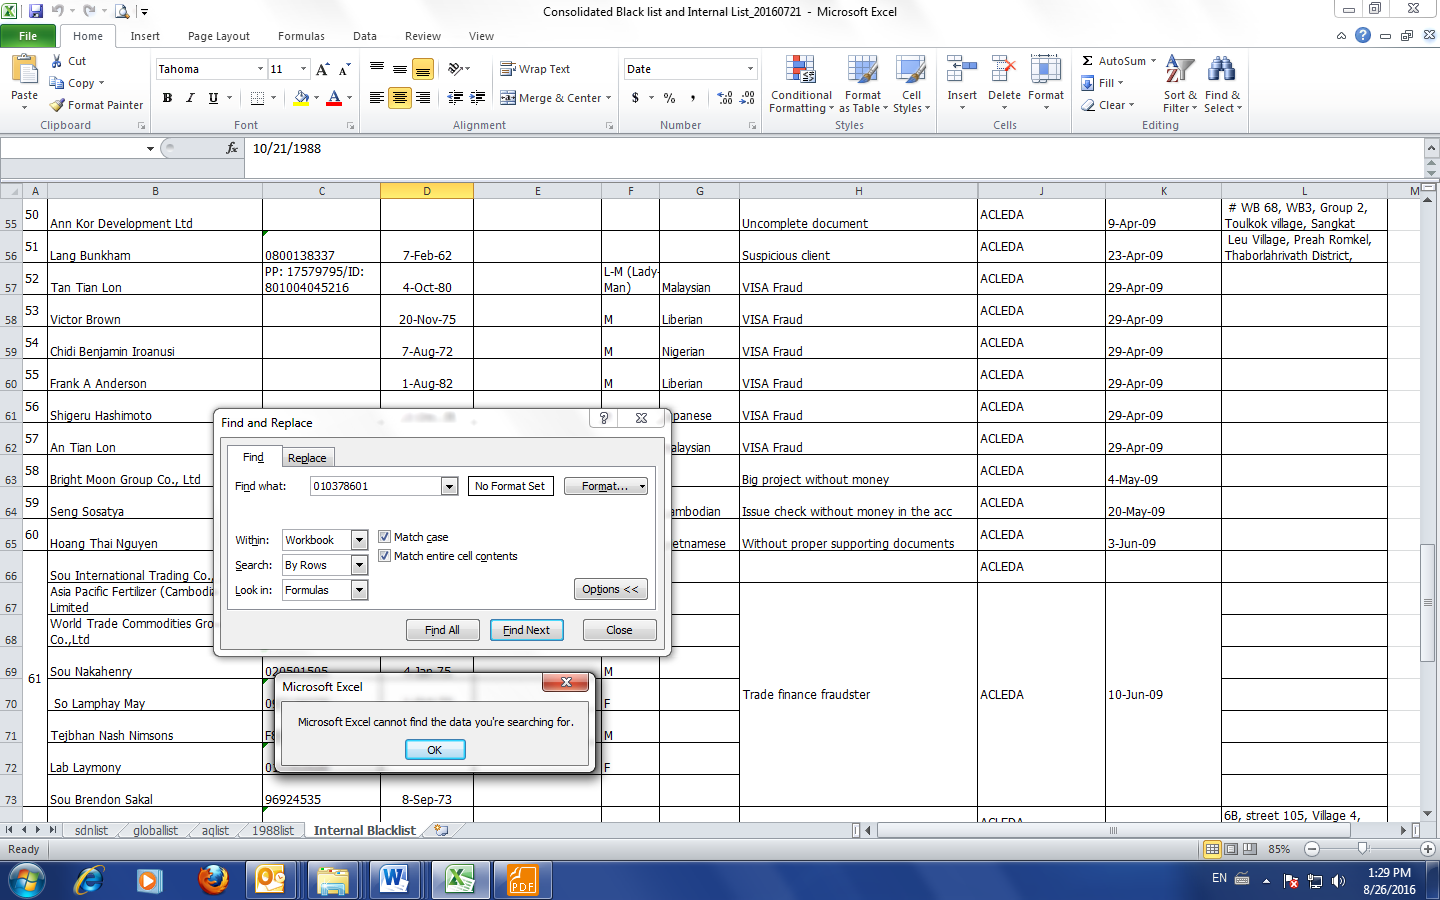 Consolidated Black list and Internal List_20160721 - Microsoft Excel
File Home Insert Page Layout Formulas Data Review View
Paste
Cut
Copy
Format Painter
Clipboard
Tahoma 11
B I U
Font
Wrap Text
Merge & Center
Alignment
Date
$ % ,
Number
Conditional Formatting
Format as Table
Cell Styles
Styles
Insert Delete Format
Cells
AutoSum
Fill
Clear
Sort & Filter
Find & Select
Editing
fx 10/21/1988
A B C D E F G H J K L M
55 50 Ann Kor Development Ltd Uncomplete document ACLEDA 9-Apr-09 # WB 68, WB3, Group 2,
Toulkok village, Sangkat
56 51 Lang Bunkham 0800138337 7-Feb-62 Suspicious client ACLEDA 23-Apr-09 Leu Village, Preah Romkel,
Thaborlahrivath District,
57 52 Tan Tian Lon PP: 17579795/ID: 801004045216 4-Oct-80 L-M (Lady-Man) Malaysian VISA Fraud ACLEDA 29-Apr-09
58 53 Victor Brown 20-Nov-75 M Liberian VISA Fraud ACLEDA 29-Apr-09
59 54 Chidi Benjamin Iroanusi 7-Aug-72 M Nigerian VISA Fraud ACLEDA 29-Apr-09
60 55 Frank A Anderson 1-Aug-82 M Liberian VISA Fraud ACLEDA 29-Apr-09
61 56 Shigeru Hashimoto panese VISA Fraud ACLEDA 29-Apr-09
62 57 An Tian Lon alaysian VISA Fraud ACLEDA 29-Apr-09
63 58 Bright Moon Group Co., Ltd Big project without money ACLEDA 4-May-09
64 59 Seng Sosatya mbodian Issue check without money in the acc ACLEDA 20-May-09
65 60 Hoang Thai Nguyen etnamese Without proper supporting documents ACLEDA 3-Jun-09
66 Sou International Trading Co., ACLEDA
67 Asia Pacific Fertilizer (Cambodia
Limited
68 World Trade Commodities Gro
Co.,Ltd
69 Sou Nakahenry 020501505 4-Jan-75 M
61
70 So Lamphay May F Trade finance fraudster ACLEDA 10-Jun-09
71 Tejbhan Nash Nimsons M
72 Lab Laymony F
73 Sou Brendon Sakal 96924535 8-Sep-73
ACLEDA 6B, street 105, Village 4,
Find and Replace
Find Replace
Find what: 010378601 No Format Set Format...
Within: Workbook Match case
Match entire cell contents
Search: By Rows
Look in: Formulas Options <<
Find All Find Next Close
Microsoft Excel
Microsoft Excel cannot find the data you're searching for.
OK
sdnlist globallist aqlist 1988list Internal Blacklist
Ready 85%
PDF
EN 1:29 PM
8/26/2016